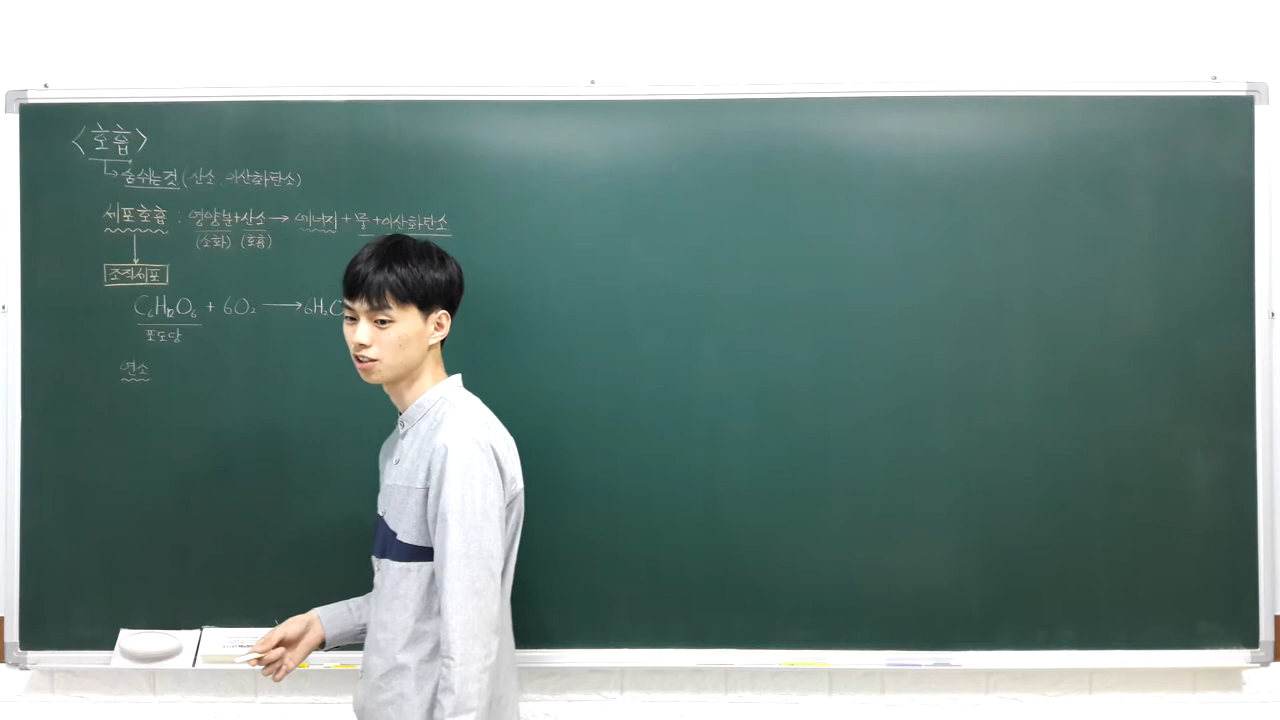 <호흡>
숨쉬는것 (산소, 이산화탄소)
세포호흡 : 영양분+산소 → 에너지 + 물 +이산화탄소
(소화) (호흡)
조직세포
C₆H₁₂O₆ + 6O₂ → 6H₂O
포도당
연소